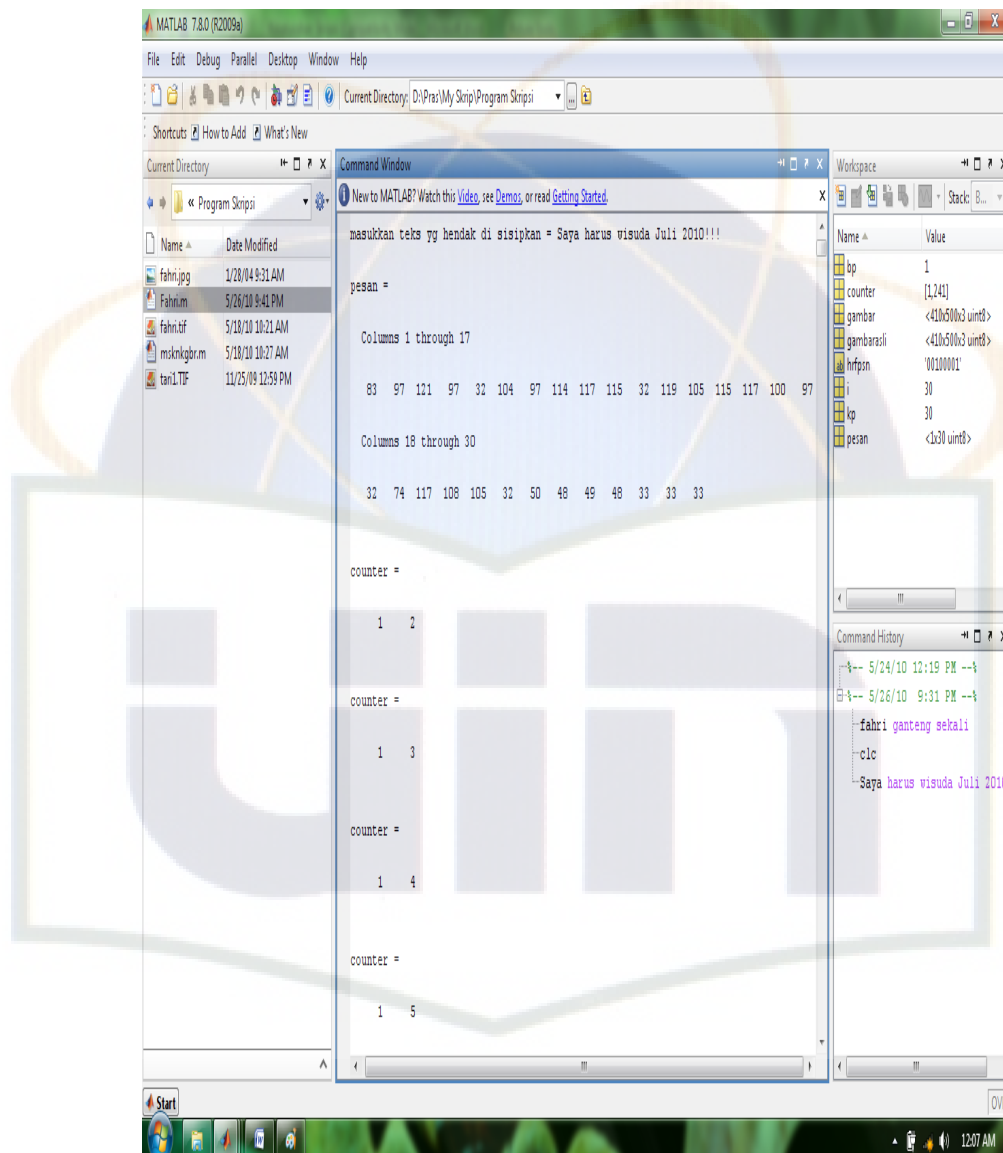 MATLAB 7.8.0 (R2009a)
File Edit Debug Parallel Desktop Window Help
Current Directory: D:\Pras\My Skrip\Program Skripsi
Shortcuts How to Add What's New
Current Directory
« Program Skripsi
Name Date Modified
fahri.jpg 1/28/04 9:31 AM
Fahri.m 5/26/10 9:41 PM
fahri.tif 5/18/10 10:21 AM
msknkgbr.m 5/18/10 10:27 AM
tari1.TIF 11/25/09 12:59 PM
Command Window
New to MATLAB? Watch this Video, see Demos, or read Getting Started.
masukkan teks yg hendak di sisipkan = Saya harus wisuda Juli 2010!!!
pesan =
Columns 1 through 17
83 97 121 97 32 104 97 114 117 115 32 119 105 115 117 100 97
Columns 18 through 30
32 74 117 108 105 32 50 48 49 48 33 33 33
counter =
1 2
counter =
1 3
counter =
1 4
counter =
1 5
Workspace
Stack: B...
Name Value
bp 1
counter [1,241]
gambar <410x500x3 uint8>
gambarasli <410x500x3 uint8>
ab hrfpsn '00100001'
i 30
kp 30
pesan <1x30 uint8>
Command History
%-- 5/24/10 12:19 PM --%
%-- 5/26/10 9:31 PM --%
fahri ganteng sekali
clc
Saya harus wisuda Juli 2010
Start
OV
12:07 AM
uin